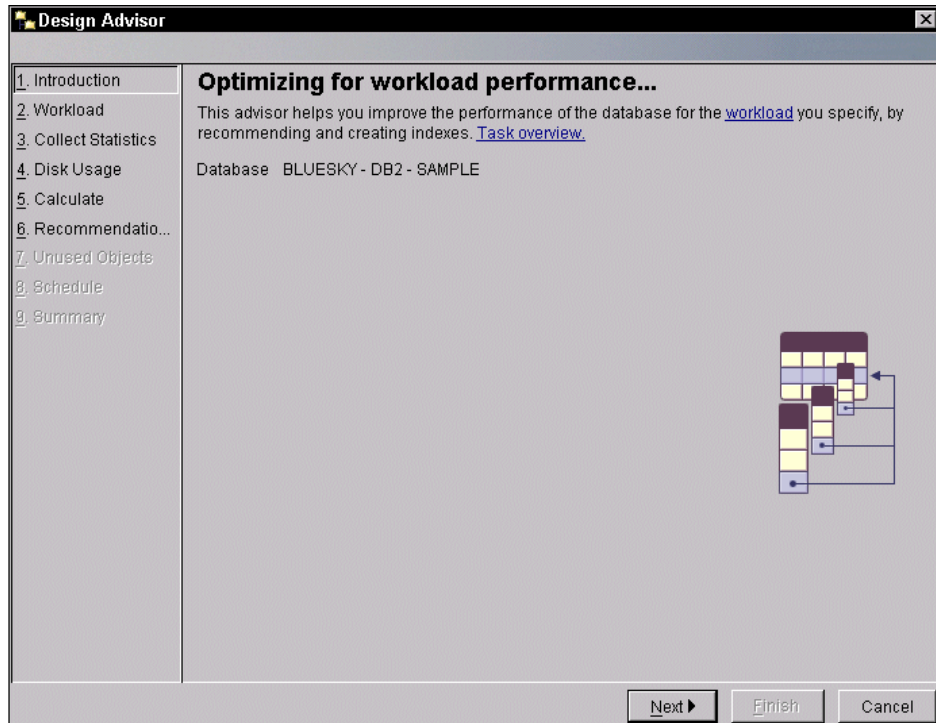 Design Advisor
1. Introduction
2. Workload
3. Collect Statistics
4. Disk Usage
5. Calculate
6. Recommendatio...
7. Unused Objects
8. Schedule
9. Summary
Optimizing for workload performance...
This advisor helps you improve the performance of the database for the workload you specify, by
recommending and creating indexes. Task overview.
Database BLUESKY - DB2 - SAMPLE
Next
Finish
Cancel